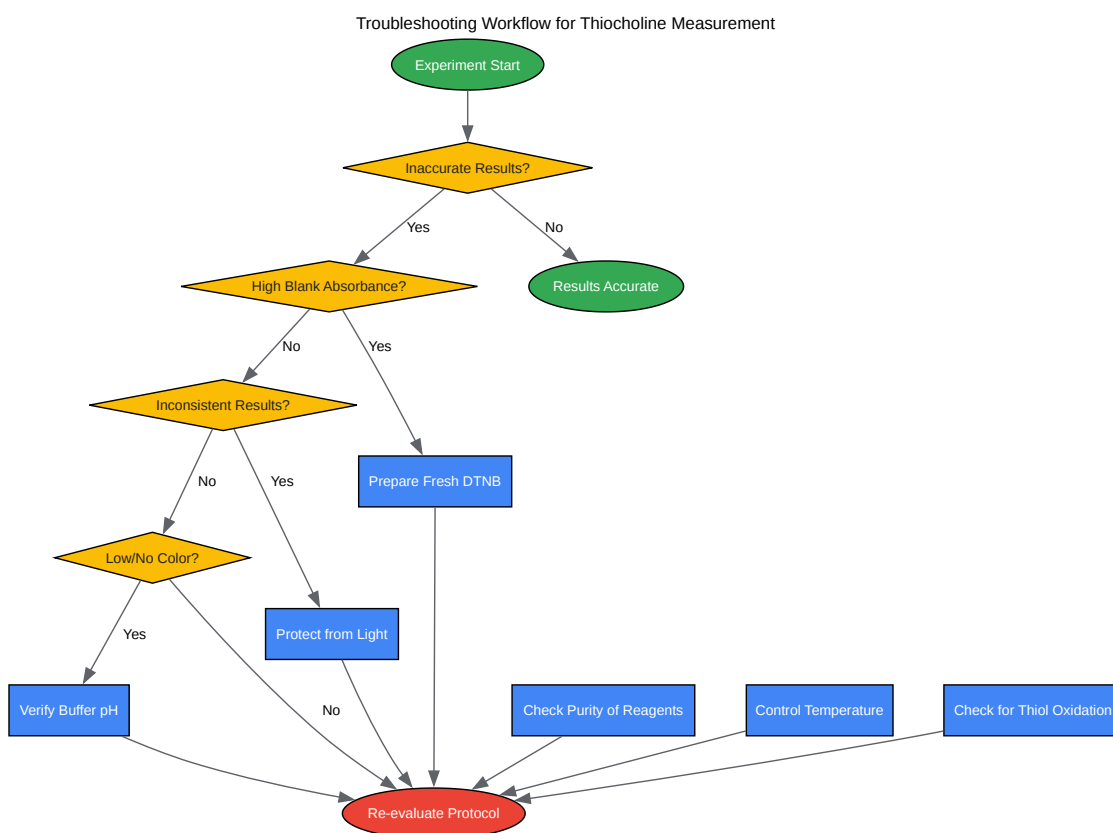 Troubleshooting Workflow for Thiocholine Measurement
Experiment Start
Inaccurate Results?
Yes
No
High Blank Absorbance?
Results Accurate
No
Yes
Inconsistent Results?
No
Yes
Prepare Fresh DTNB
Low/No Color?
Yes
Protect from Light
No
Verify Buffer pH
Check Purity of Reagents
Control Temperature
Check for Thiol Oxidation
Re-evaluate Protocol